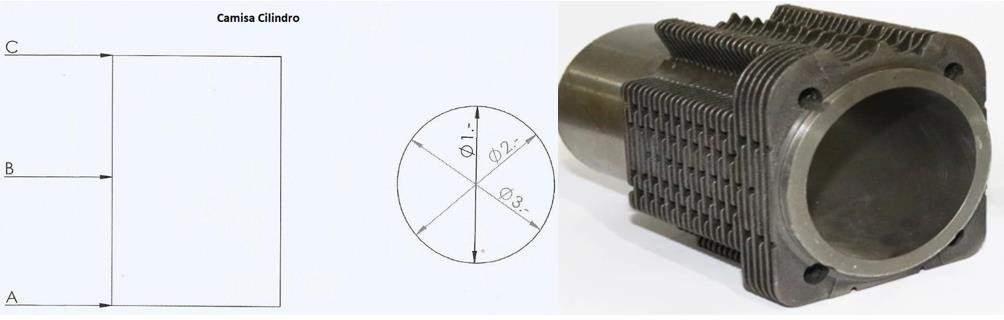 Camisa Cilindro
C
B
A
Ø1.-
Ø2.-
Ø3.-